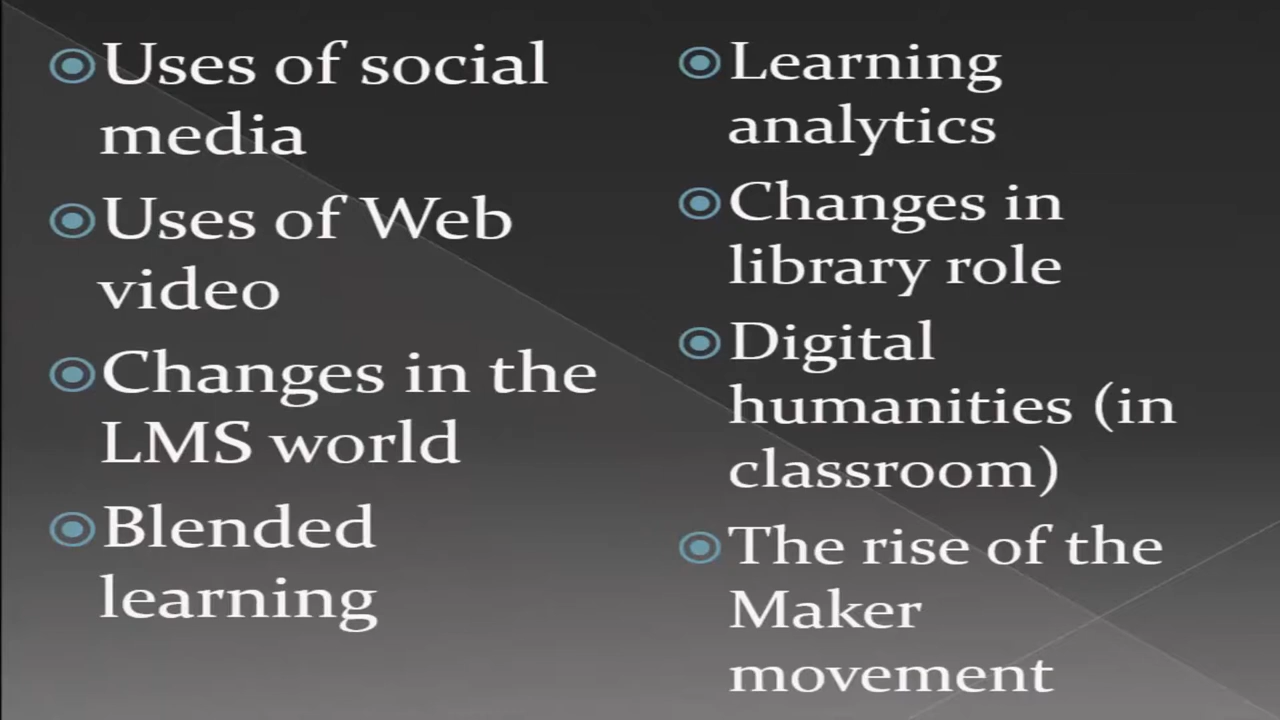 Uses of social
media
Uses of Web
video
Changes in the
LMS world
Blended
learning
Learning
analytics
Changes in
library role
Digital
humanities (in
classroom)
The rise of the
Maker
movement